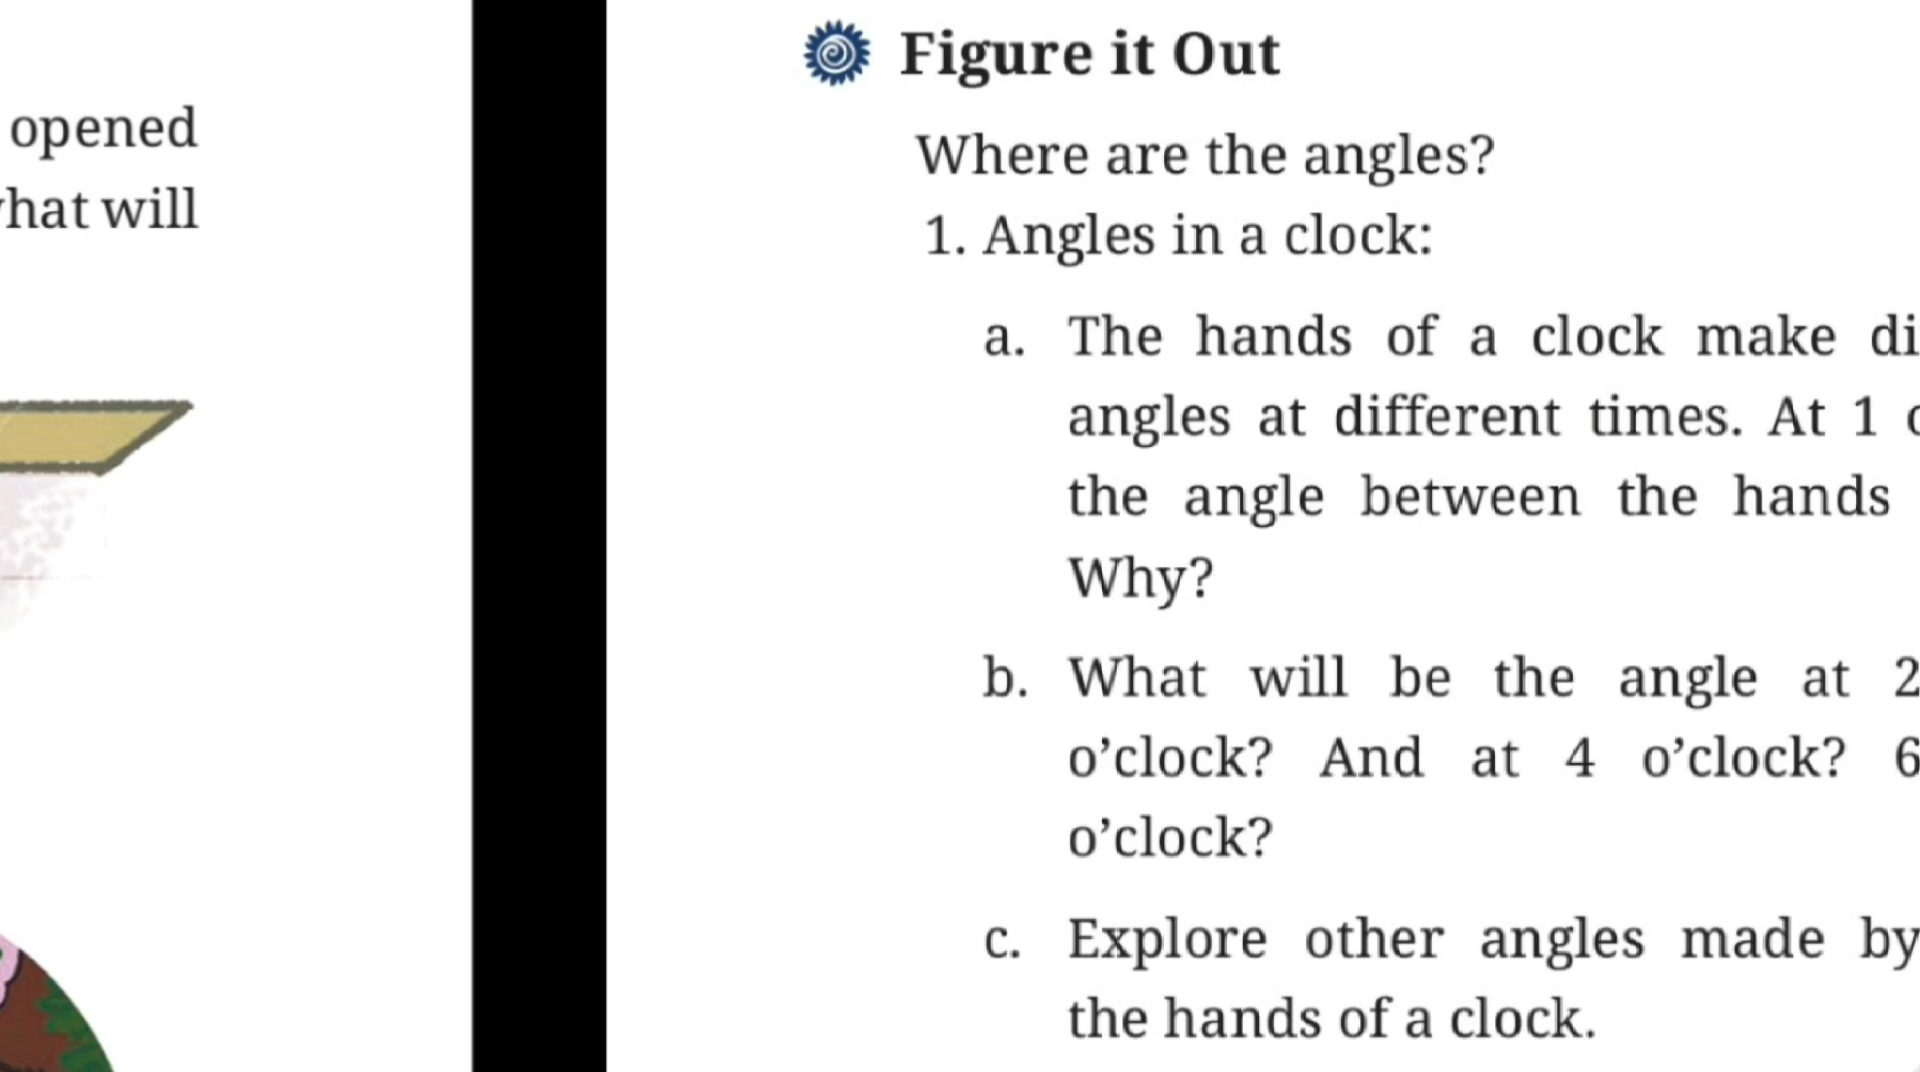 opened
what will
Figure it Out
Where are the angles?
1. Angles in a clock:
a. The hands of a clock make
angles at different times. At 1
the angle between the hands
Why?
b. What will be the angle at 2
o’clock? And at 4 o’clock? 6
o’clock?
c. Explore other angles made by
the hands of a clock.